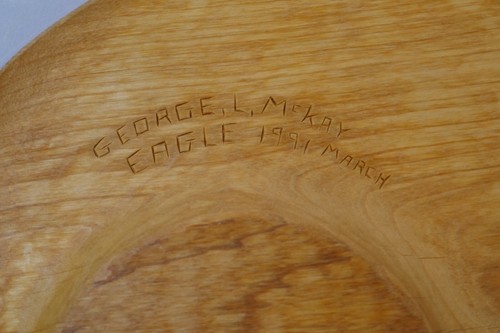 GEORGE, L, McKAY
EAGLE 1991 MARCH